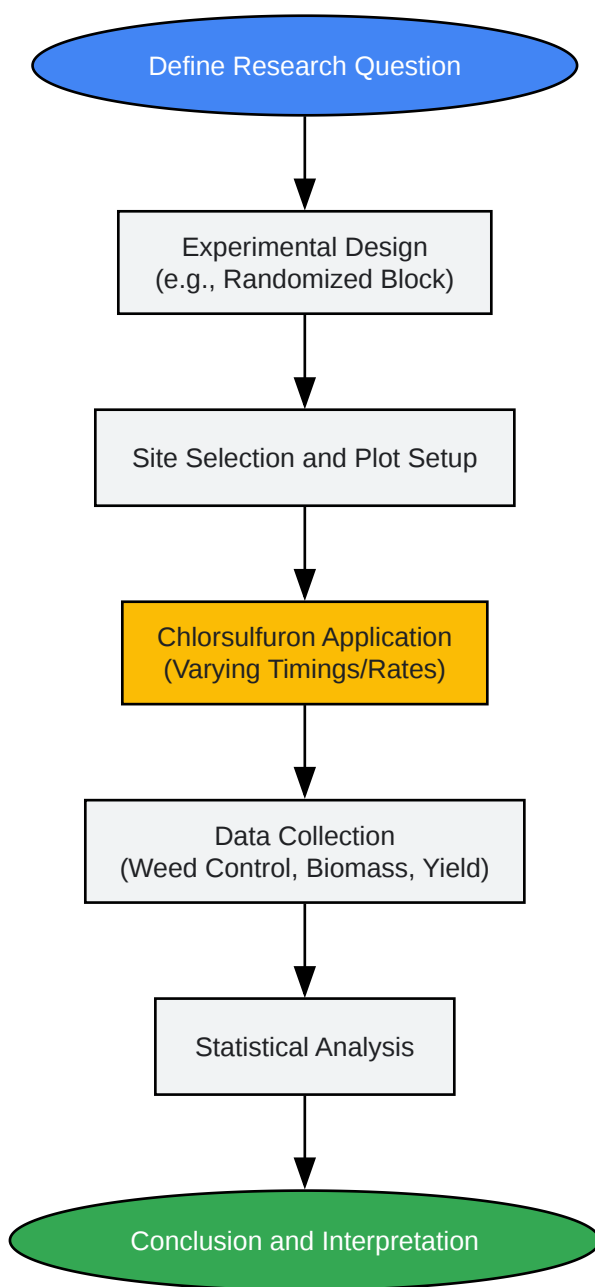 Define Research Question
Experimental Design
(e.g., Randomized Block)
Site Selection and Plot Setup
Chlorsulfuron Application
(Varying Timings/Rates)
Data Collection
(Weed Control, Biomass, Yield)
Statistical Analysis
Conclusion and Interpretation